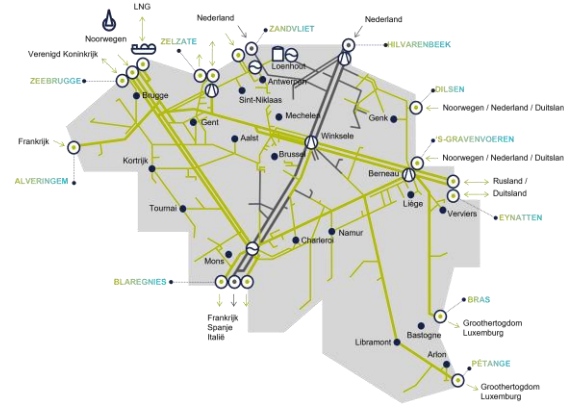 LNG
Noorwegen
Nederland
ZANDVLIET
Nederland
ZELZATE
HILVARENBEEK
Verenigd Koninkrijk
Loenhout
ZEEBRUGGE
Antwerpen
DILSEN
Brugge
Sint-Niklaas
Noorwegen / Nederland / Duitslan
Mechelen
Genk
Gent
Aalst
Winksele
'S-GRAVENVOEREN
Frankrijk
Brussel
Noorwegen / Nederland / Duitslan
Kortrijk
Berneau
ALVERINGEM
Rusland /
Duitsland
Liège
Tournai
Verviers
EYNATTEN
Namur
Charleroi
Mons
BLAREGNIES
BRAS
Frankrijk
Spanje
Italië
Groothertogdom
Luxemburg
Bastogne
Libramont
Arlon
PÉTANGE
Groothertogdom
Luxemburg